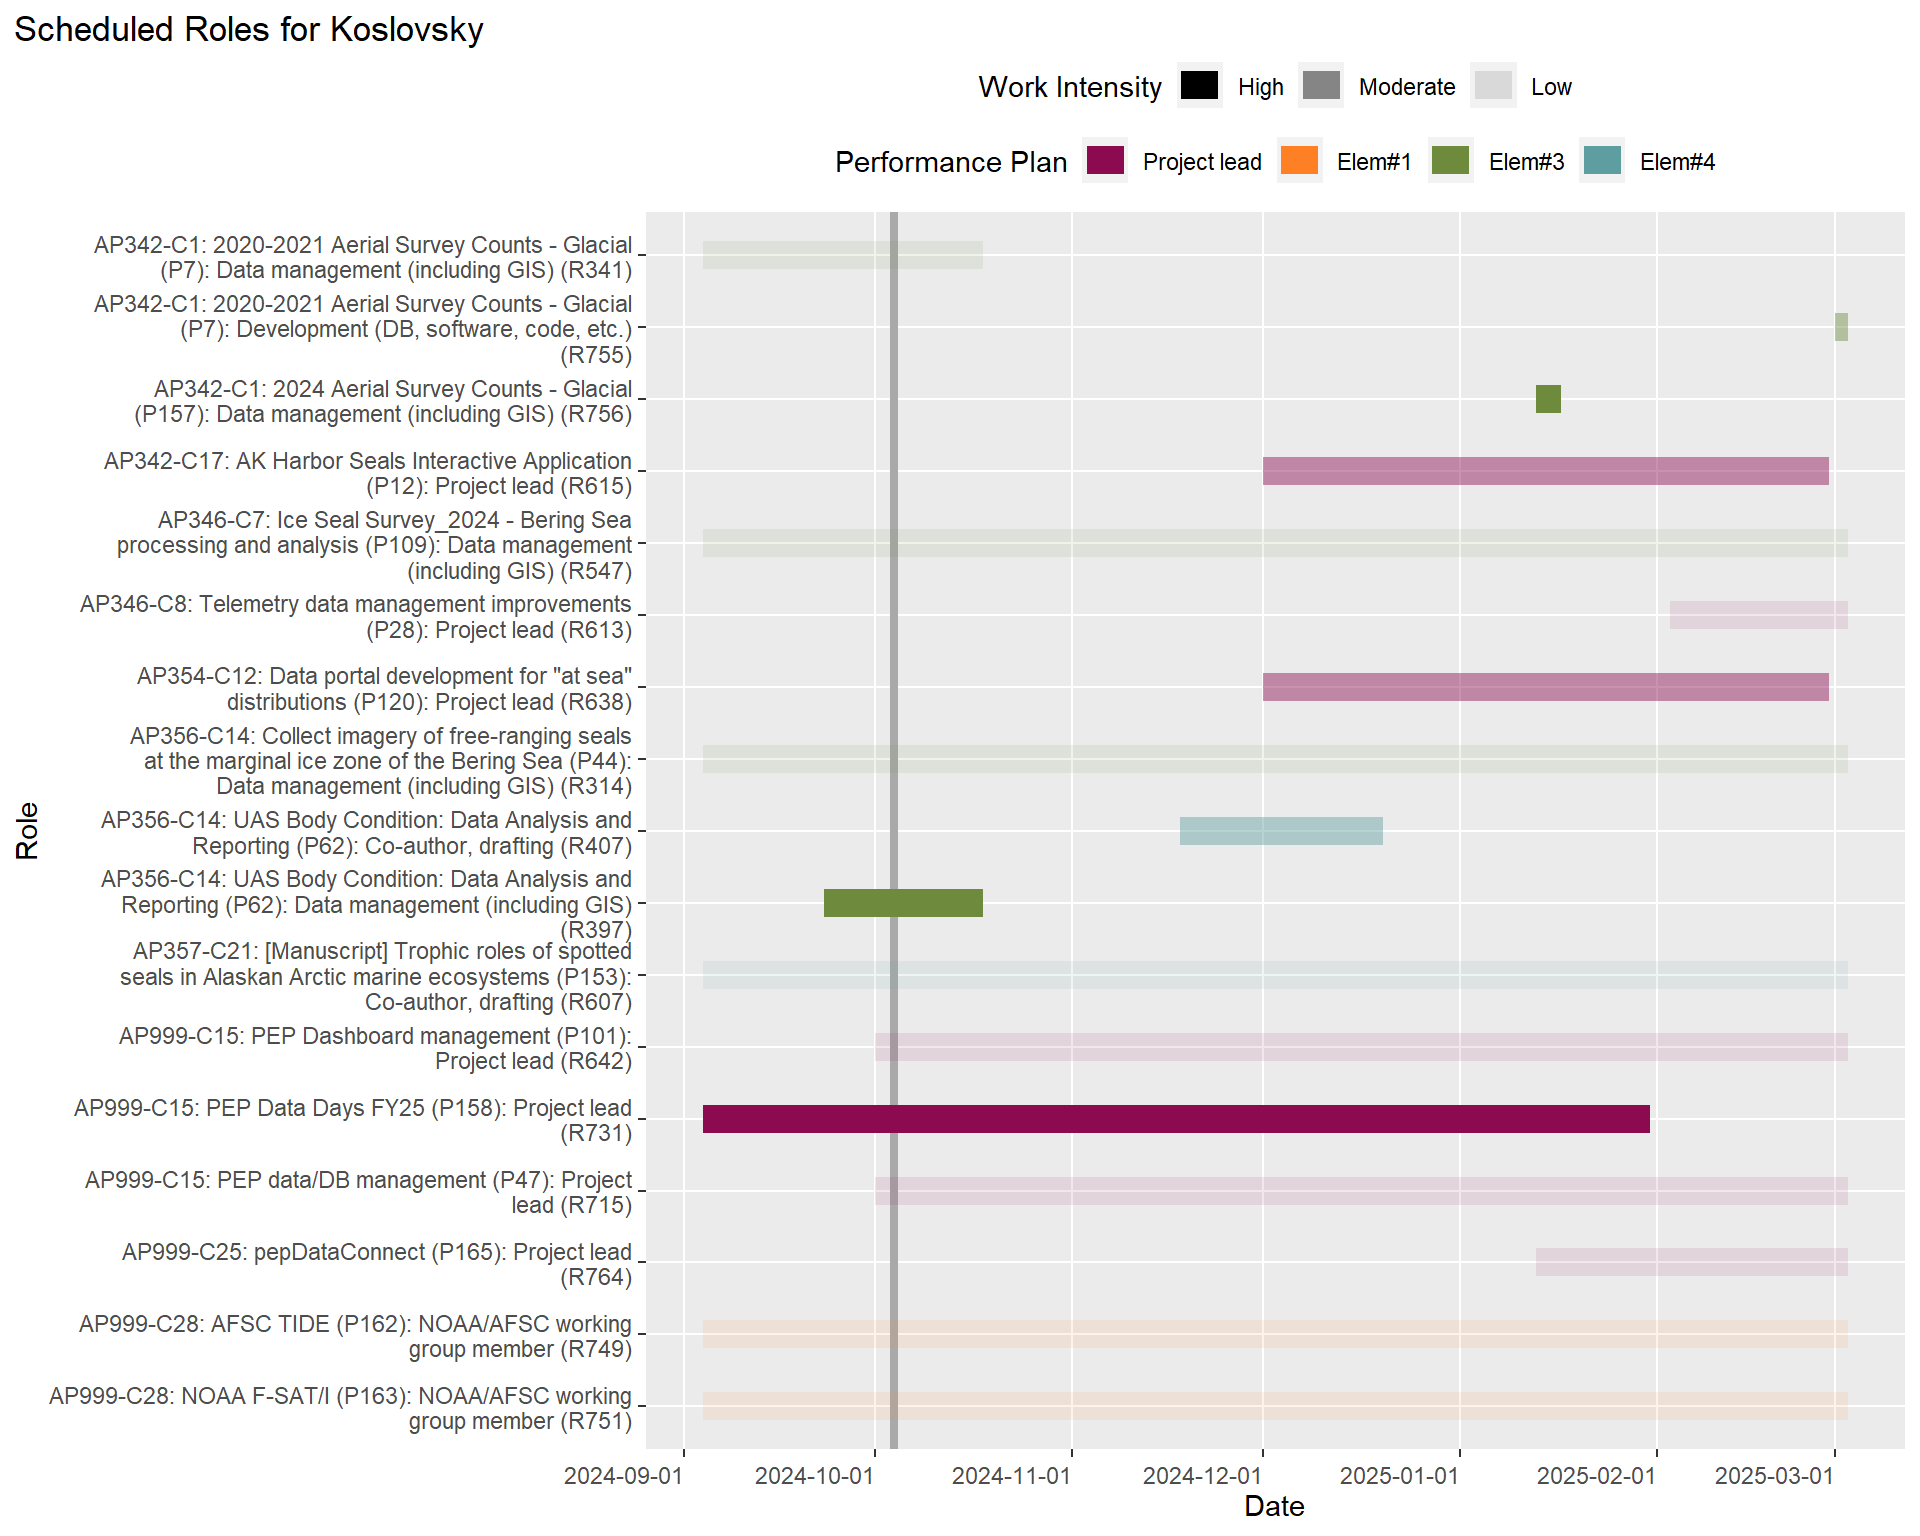 Scheduled Roles for Koslovsky
Work Intensity High Moderate Low
Performance Plan Project lead Elem#1 Elem#3 Elem#4
AP342-C1: 2020-2021 Aerial Survey Counts - Glacial
(P7): Data management (including GIS) (R341)
AP342-C1: 2020-2021 Aerial Survey Counts - Glacial
(P7): Development (DB, software, code, etc.)
(R755)
AP342-C1: 2024 Aerial Survey Counts - Glacial
(P157): Data management (including GIS) (R756)
AP342-C17: AK Harbor Seals Interactive Application
(P12): Project lead (R615)
AP346-C7: Ice Seal Survey_2024 - Bering Sea
processing and analysis (P109): Data management
(including GIS) (R547)
AP346-C8: Telemetry data management improvements
(P28): Project lead (R613)
AP354-C12: Data portal development for "at sea"
distributions (P120): Project lead (R638)
AP356-C14: Collect imagery of free-ranging seals
at the marginal ice zone of the Bering Sea (P44):
Data management (including GIS) (R314)
AP356-C14: UAS Body Condition: Data Analysis and
Reporting (P62): Co-author, drafting (R407)
AP356-C14: UAS Body Condition: Data Analysis and
Reporting (P62): Data management (including GIS)
(R397)
AP357-C21: [Manuscript] Trophic roles of spotted
seals in Alaskan Arctic marine ecosystems (P153):
Co-author, drafting (R607)
AP999-C15: PEP Dashboard management (P101):
Project lead (R642)
AP999-C15: PEP Data Days FY25 (P158): Project lead
(R731)
AP999-C15: PEP data/DB management (P47): Project
lead (R715)
AP999-C25: pepDataConnect (P165): Project lead
(R764)
AP999-C28: AFSC TIDE (P162): NOAA/AFSC working
group member (R749)
AP999-C28: NOAA F-SAT/I (P163): NOAA/AFSC working
group member (R751)
Role
2024-09-01 2024-10-01 2024-11-01 2024-12-01 2025-01-01 2025-02-01 2025-03-01
Date